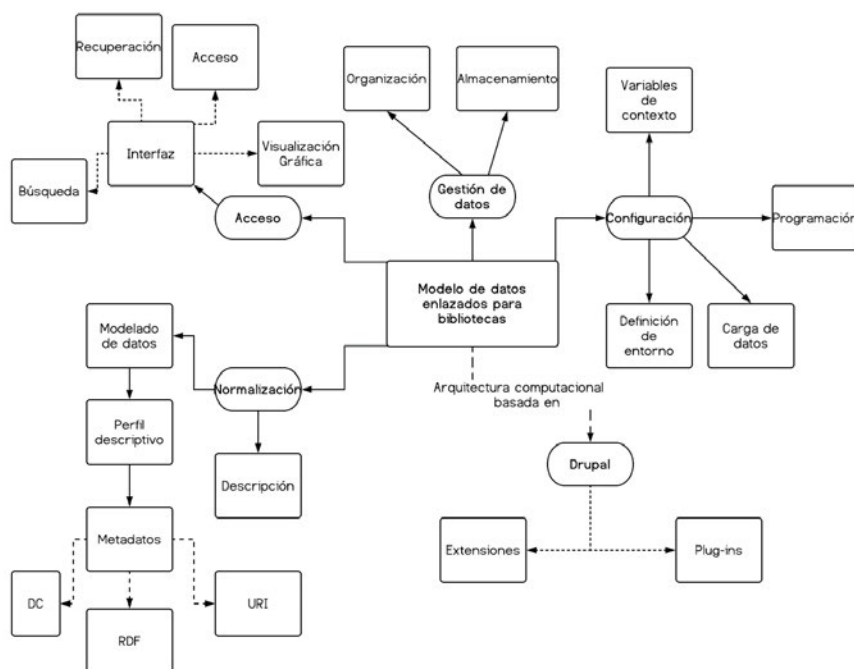 Recuperación
Acceso
Interfaz
Visualización
Gráfica
Búsqueda
Acceso
Organización
Almacenamiento
Gestión de
datos
Variables
de
contexto
Configuración
Programación
Definición
de
entorno
Carga de
datos
Modelo de datos
enlazados para
bibliotecas
Modelado
de datos
Normalización
Perfil
descriptivo
Descripción
Metadatos
DC
RDF
URI
Arquitectura computacional
basada en
Drupal
Extensiones
Plug-ins